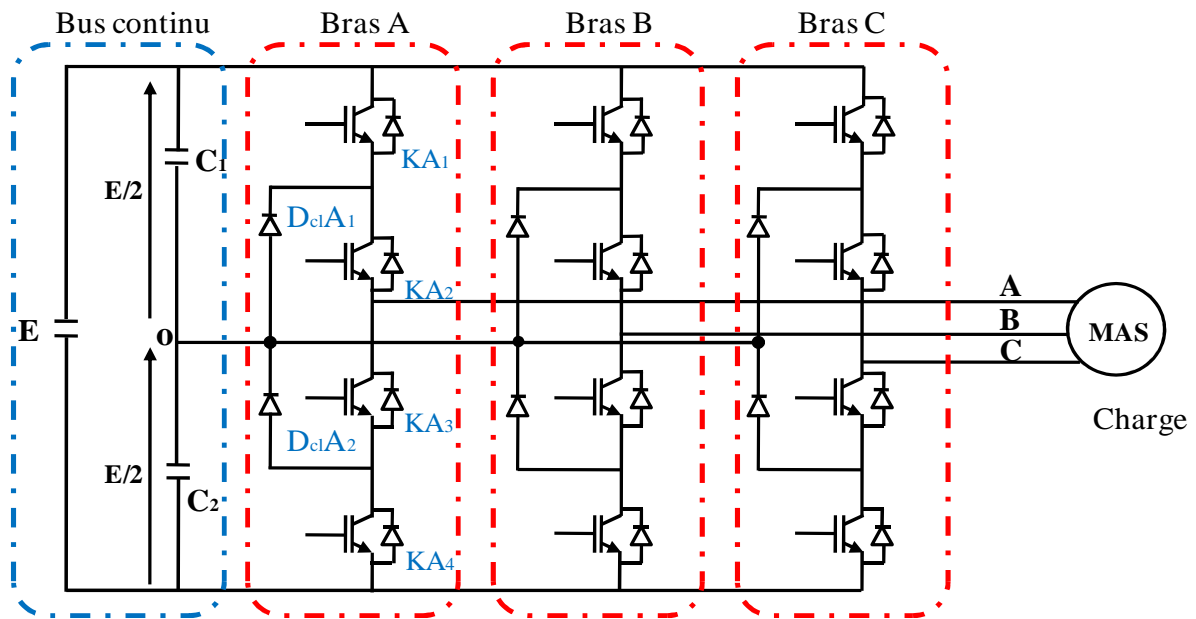 Bus continu
Bras A
Bras B
Bras C
C1
KA1
E/2
DclA1
KA2
A
E
o
B
MAS
C
KA3
DclA2
Charge
E/2
C2
KA4